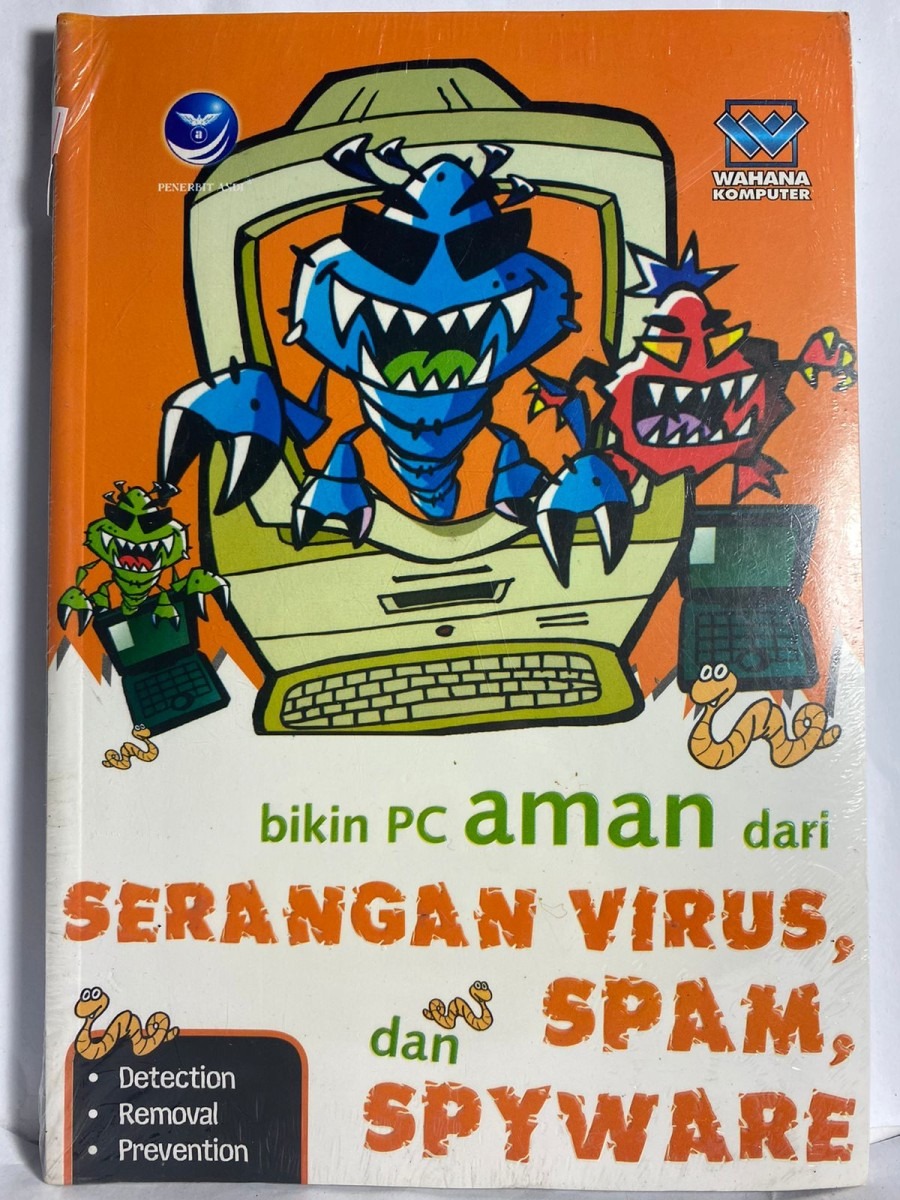 PENERBIT ANDI
WAHANA
KOMPUTER
bikin PC aman dari
SERANGAN VIRUS,
SPAM,
dan
SPYWARE
• Detection
• Removal
• Prevention